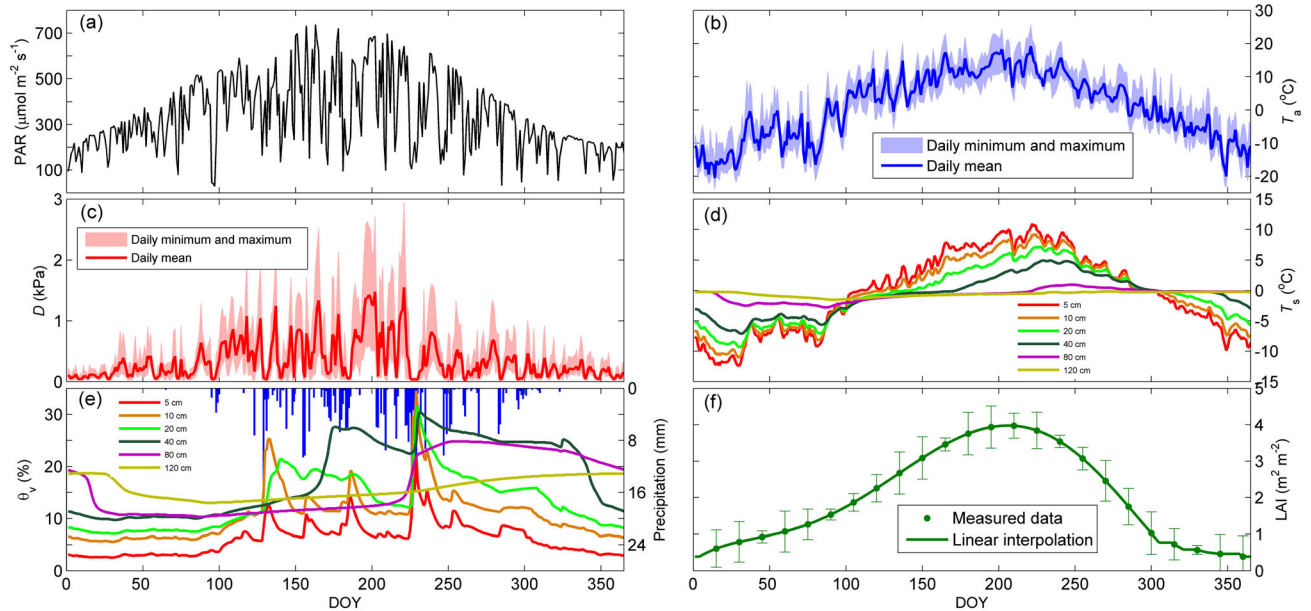 (a)
PAR (μmol m⁻² s⁻¹)
700
500
300
100
(b)
Daily minimum and maximum
Daily mean
30
20
10
0
-10
-20
Tₐ (°C)
(c)
Daily minimum and maximum
Daily mean
D (kPa)
3
2
1
0
(d)
5 cm
10 cm
20 cm
40 cm
80 cm
120 cm
15
10
5
0
-5
-10
-15
Tₛ (°C)
(e)
5 cm
10 cm
20 cm
40 cm
80 cm
120 cm
θᵥ (%)
30
20
10
0
0
8
16
24
Precipitation (mm)
0 50 100 150 200 250 300 350
DOY
(f)
Measured data
Linear interpolation
5
4
3
2
1
0
LAI (m² m⁻²)
0 50 100 150 200 250 300 350
DOY